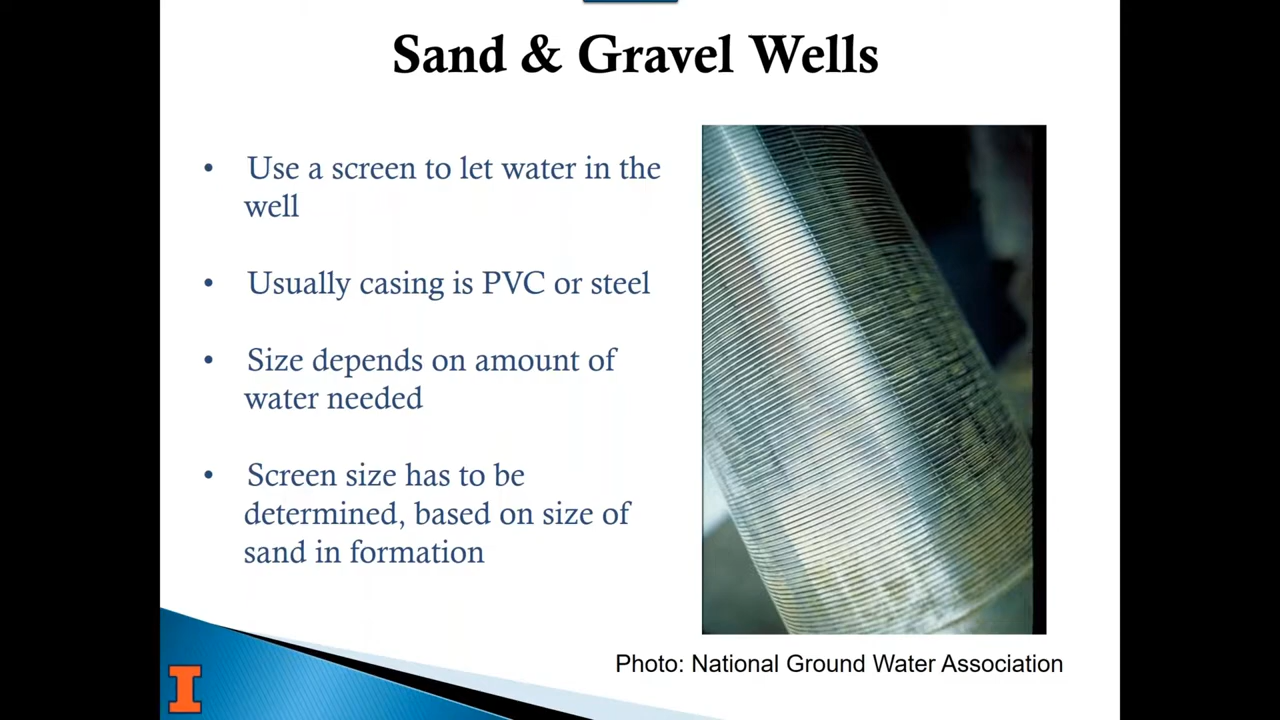 Sand & Gravel Wells
• Use a screen to let water in the
well
• Usually casing is PVC or steel
• Size depends on amount of
water needed
• Screen size has to be
determined, based on size of
sand in formation
Photo: National Ground Water Association
I